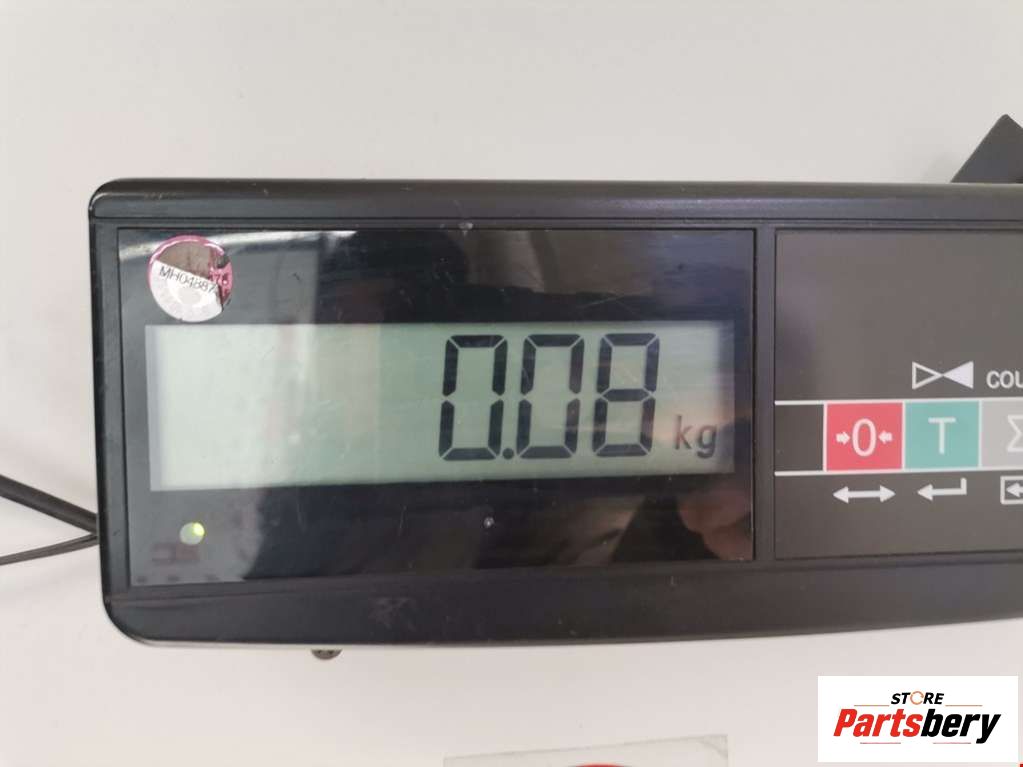 MH04887
0.08 kg
COU
0 T Σ
STORE
Partsbery